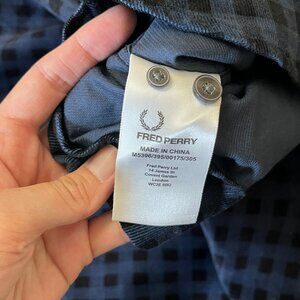 FRED PERRY
MADE IN CHINA
M5396/395/00175/305
Fred Perry Ltd
14 James St
Covent Garden
London
WC2E 8BU